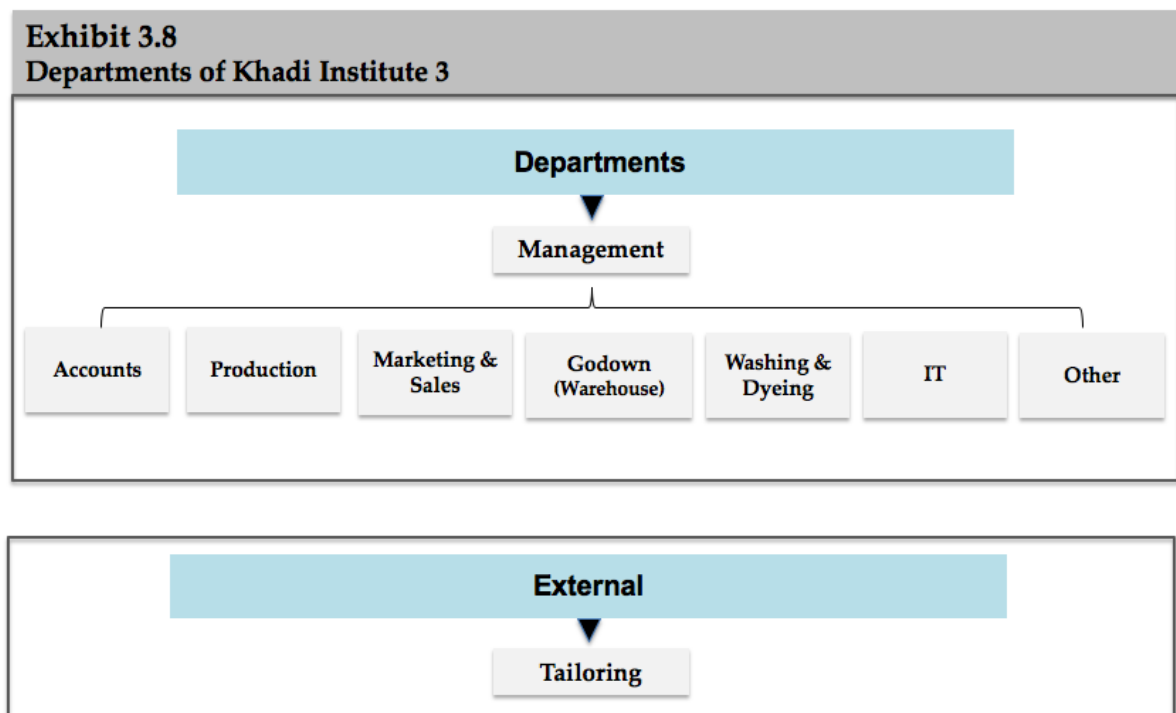 Exhibit 3.8
Departments of Khadi Institute 3
Departments
Management
Accounts
Production
Marketing &
Sales
Godown
(Warehouse)
Washing &
Dyeing
IT
Other
External
Tailoring